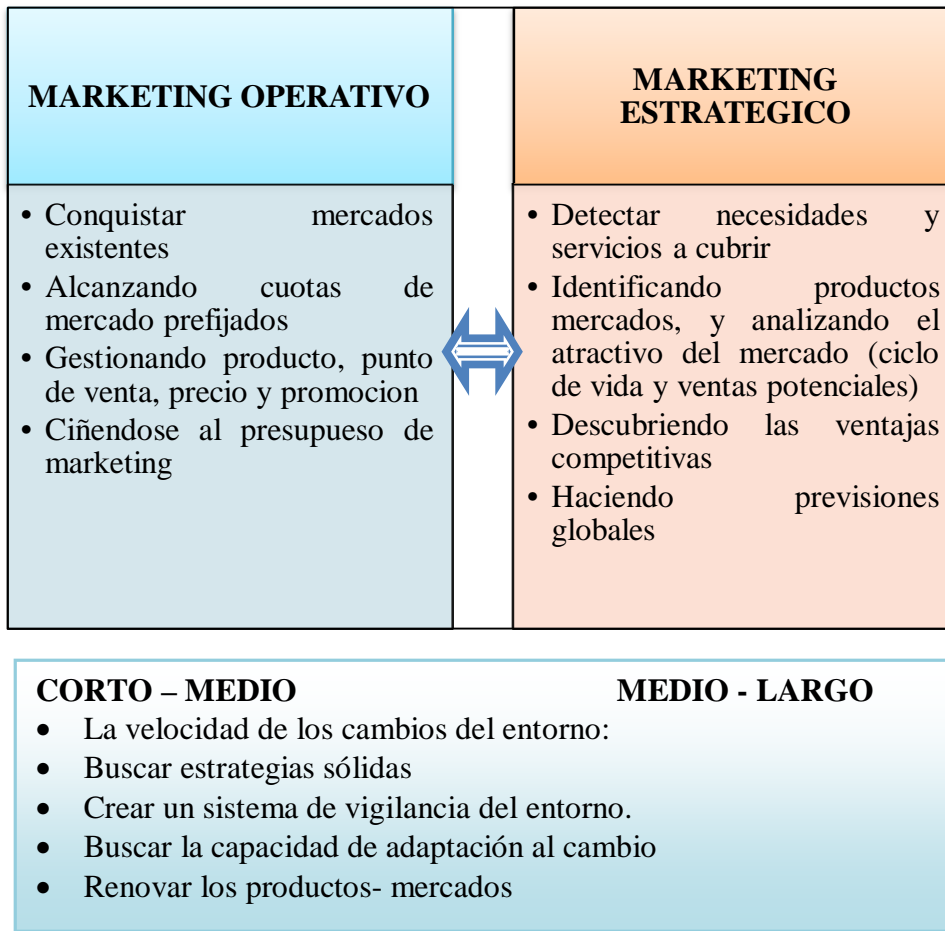 MARKETING OPERATIVO
• Conquistar mercados
existentes
• Alcanzando cuotas de
mercado prefijados
• Gestionando producto, punto
de venta, precio y promocion
• Ciñendose al presupueso de
marketing
MARKETING
ESTRATEGICO
• Detectar necesidades y
servicios a cubrir
• Identificando productos
mercados, y analizando el
atractivo del mercado (ciclo
de vida y ventas potenciales)
• Descubriendo las ventajas
competitivas
• Haciendo previsiones
globales
CORTO – MEDIO MEDIO - LARGO
• La velocidad de los cambios del entorno:
• Buscar estrategias sólidas
• Crear un sistema de vigilancia del entorno.
• Buscar la capacidad de adaptación al cambio
• Renovar los productos- mercados